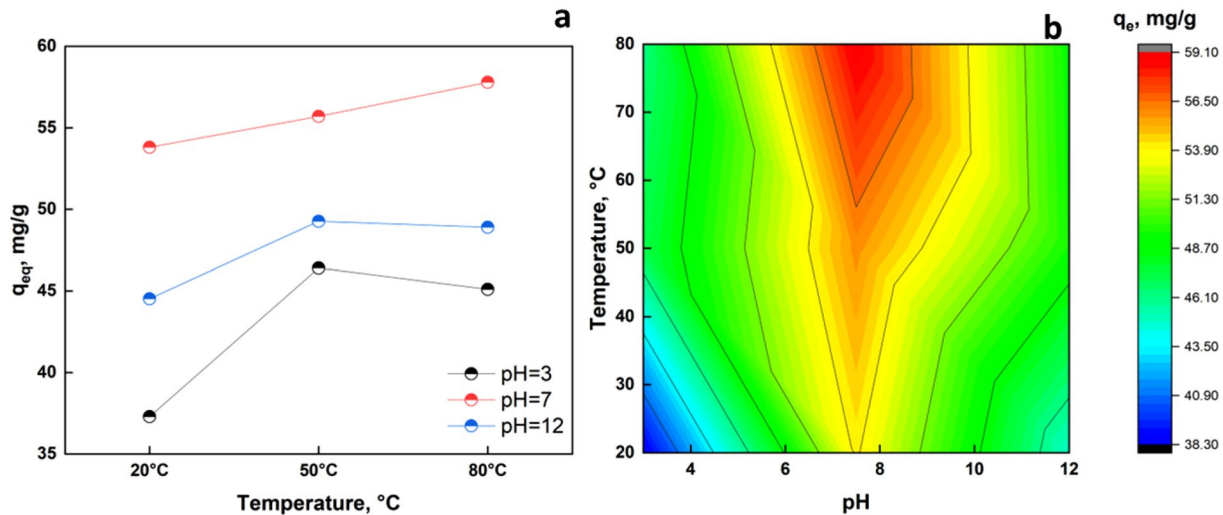 a
60
55
50
45
40
35
q_eq, mg/g
20°C
50°C
80°C
Temperature, °C
pH=3
pH=7
pH=12
b
80
70
60
50
40
30
20
Temperature, °C
4
6
8
10
12
pH
q_e, mg/g
59.10
56.50
53.90
51.30
48.70
46.10
43.50
40.90
38.30